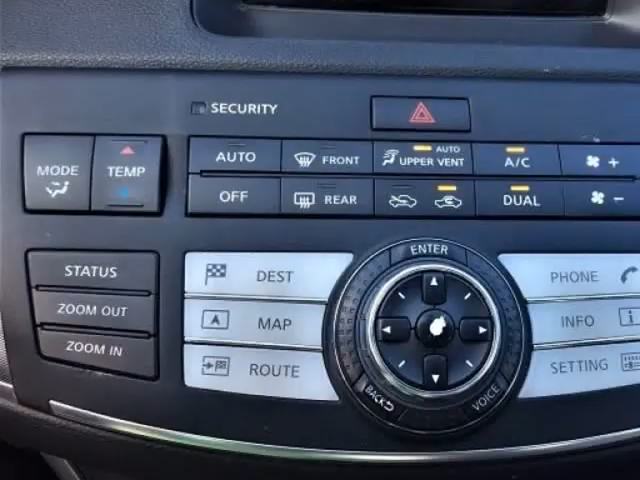 SECURITY
MODE
TEMP
AUTO
FRONT
AUTO
UPPER VENT
A/C
+
OFF
REAR
DUAL
−
STATUS
ZOOM OUT
ZOOM IN
DEST
MAP
ROUTE
ENTER
BACK
VOICE
PHONE
INFO
i
SETTING